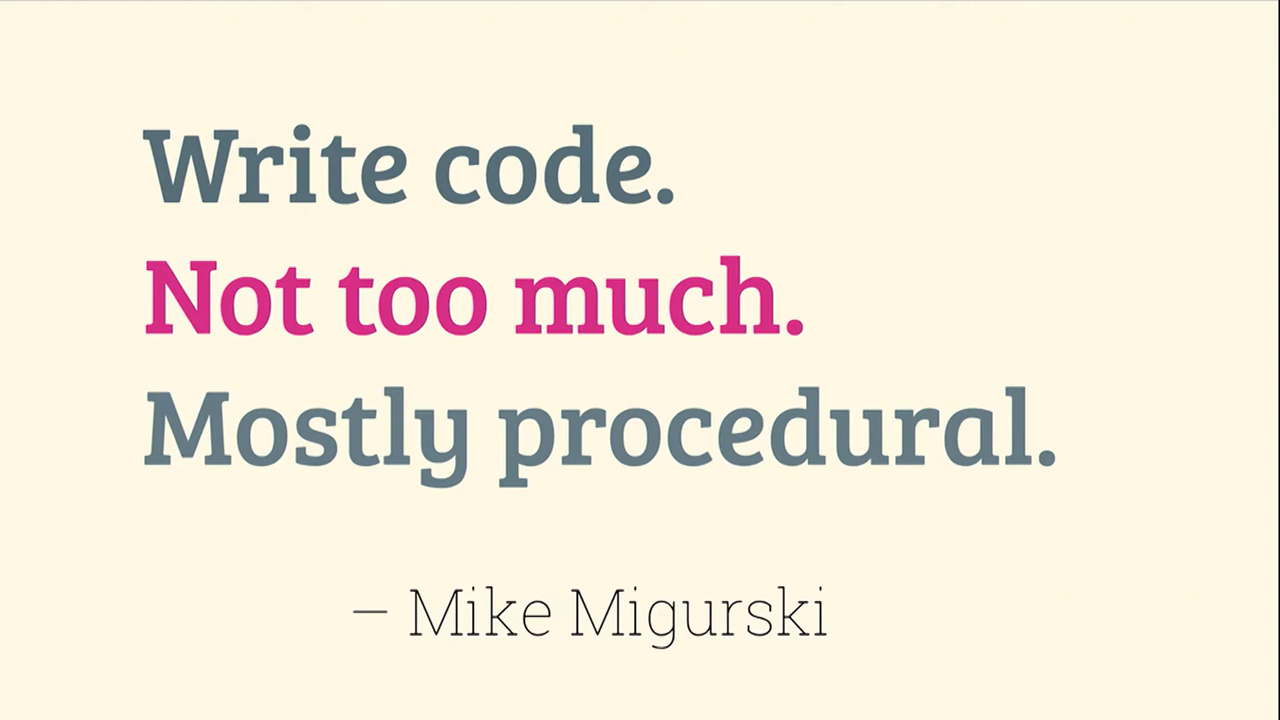 Write code.
Not too much.
Mostly procedural.
– Mike Migurski